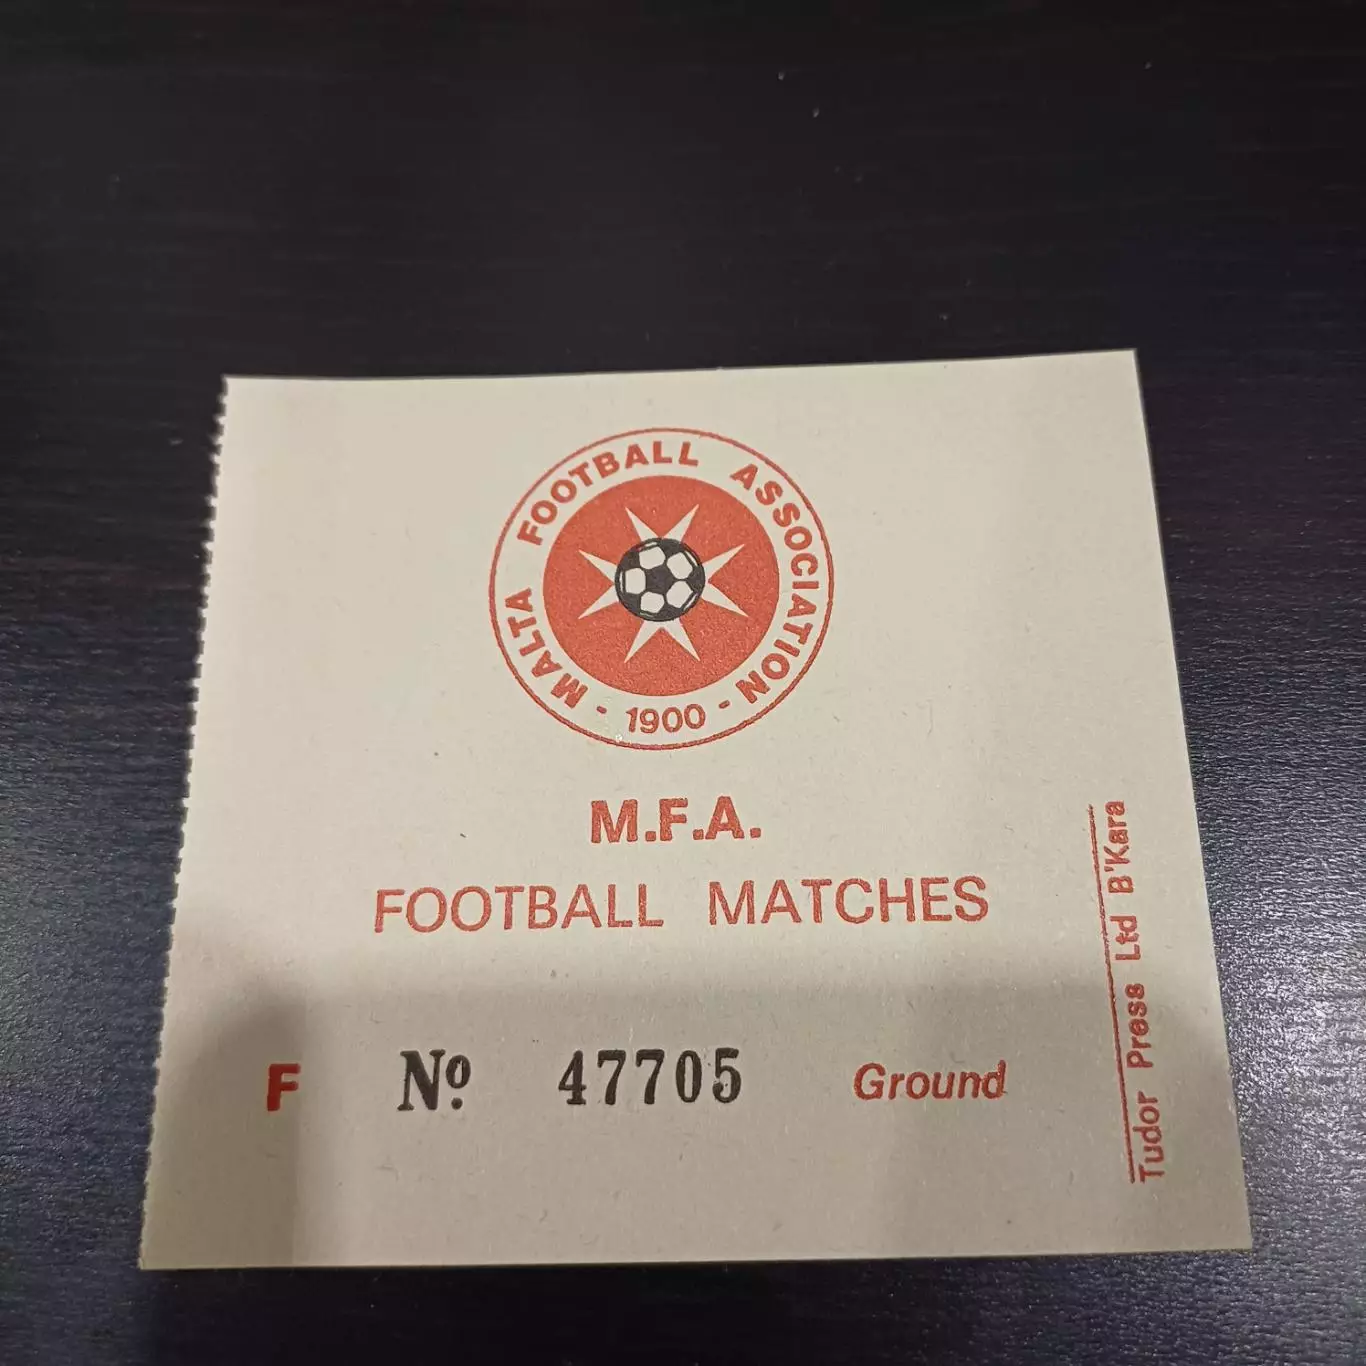 MALTA FOOTBALL ASSOCIATION
- 1900 -
M.F.A.
FOOTBALL MATCHES
F Nº 47705 Ground
Tudor Press Ltd B'Kara